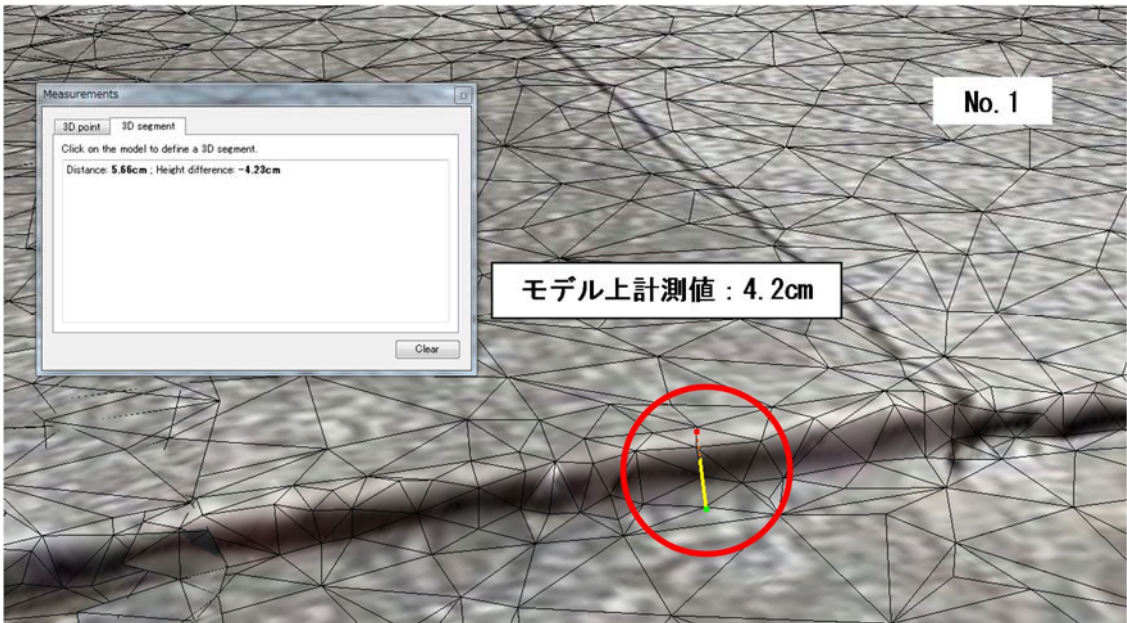 Measurements
3D point
3D segment
Click on the model to define a 3D segment.
Distance: 5.66cm ; Height difference: -4.23cm
Clear
No. 1
モデル上計測値：4.2cm